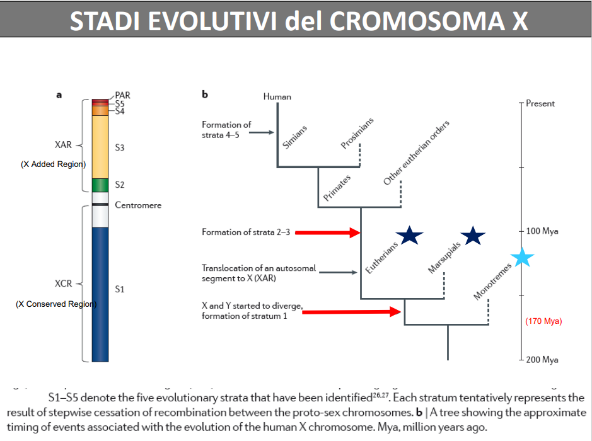 STADI EVOLUTIVI del CROMOSOMA X
a
PAR
S5
S4
XAR
(X Added Region)
S3
S2
Centromere
XCR
(X Conserved Region)
S1
b
Human
Formation of
strata 4–5
Simians
Prosimians
Primates
Other eutherian orders
Formation of strata 2–3
Eutherians
Marsupials
Monotremes
Translocation of an autosomal
segment to X (XAR)
X and Y started to diverge,
formation of stratum 1
Present
100 Mya
(170 Mya)
200 Mya
S1–S5 denote the five evolutionary strata that have been identified26,27. Each stratum tentatively represents the
result of stepwise cessation of recombination between the proto-sex chromosomes. b | A tree showing the approximate
timing of events associated with the evolution of the human X chromosome. Mya, million years ago.